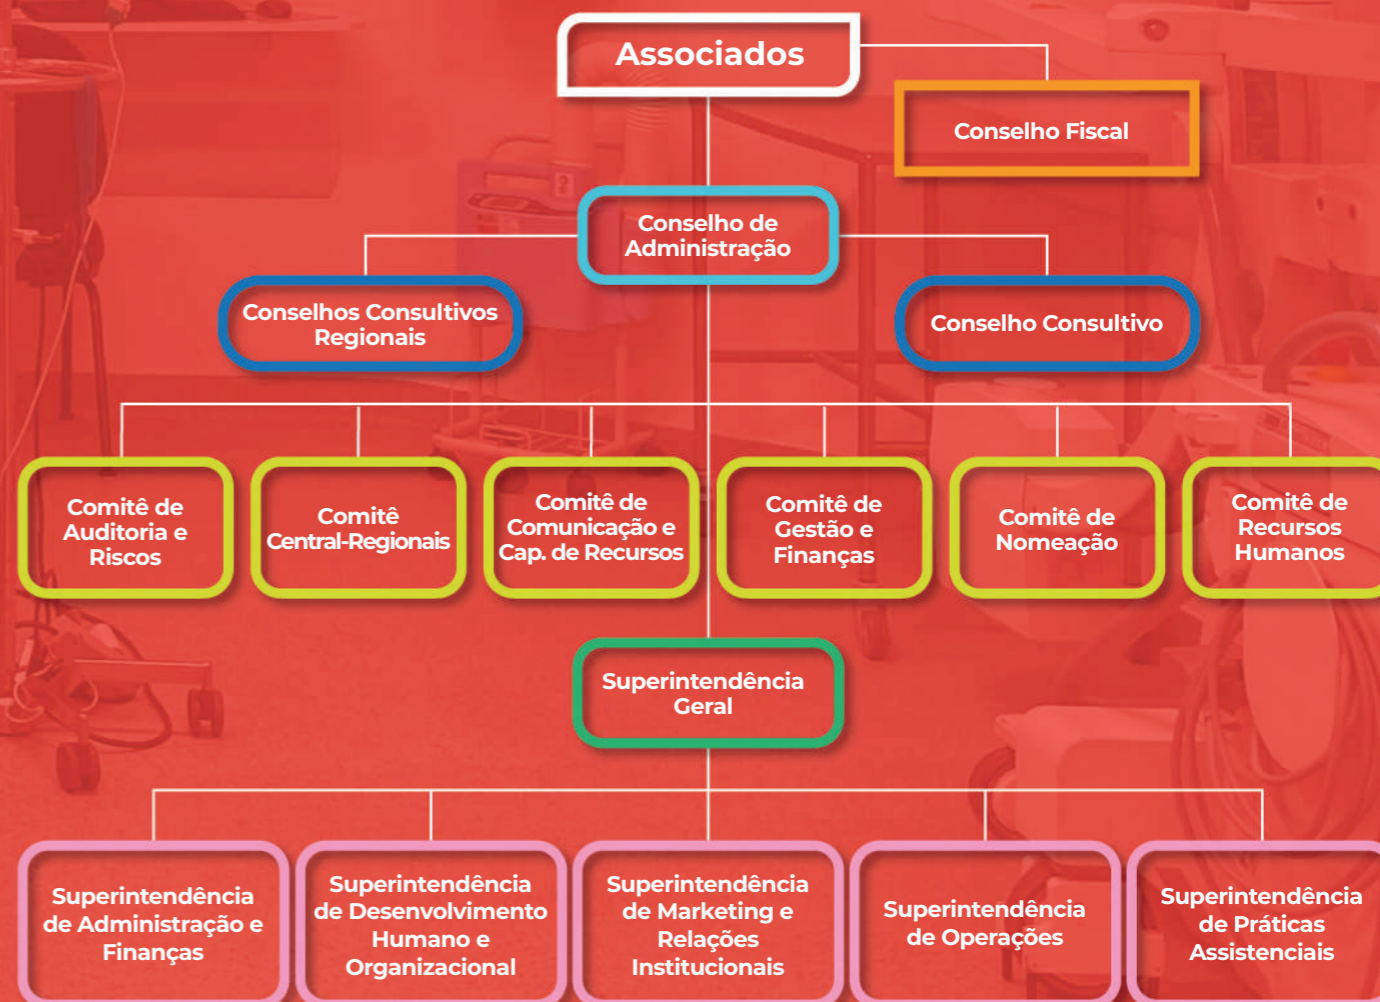 Associados
Conselho Fiscal
Conselho de
Administração
Conselhos Consultivos
Regionais
Conselho Consultivo
Comitê de
Auditoria e
Riscos
Comitê
Central-Regionais
Comitê de
Comunicação e
Cap. de Recursos
Comitê de
Gestão e
Finanças
Comitê de
Nomeação
Comitê de
Recursos
Humanos
Superintendência
Geral
Superintendência
de Administração e
Finanças
Superintendência
de Desenvolvimento
Humano e
Organizacional
Superintendência
de Marketing e
Relações
Institucionais
Superintendência
de Operações
Superintendência
de Práticas
Assistenciais